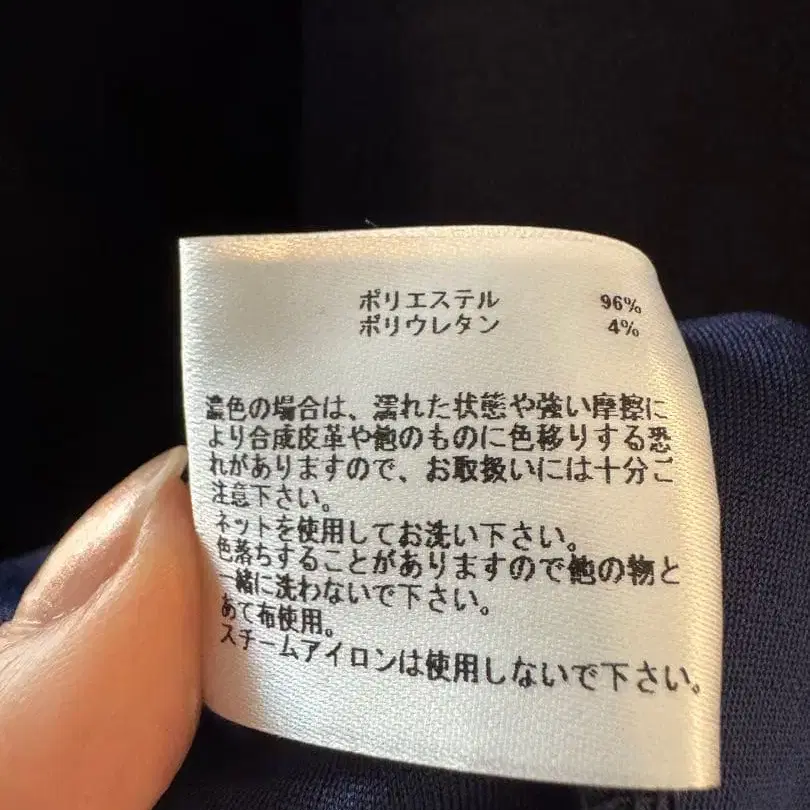 ポリエステル 96%
ポリウレタン 4%
濃色の場合は、濡れた状態や強い摩擦に
より合成皮革や他のものに色移りする恐
れがありますので、お取扱いには十分ご
注意下さい。
ネットを使用してお洗い下さい。
色落ちすることがありますので他の物と
一緒に洗わないで下さい。
あて布使用。
スチームアイロンは使用しないで下さい。